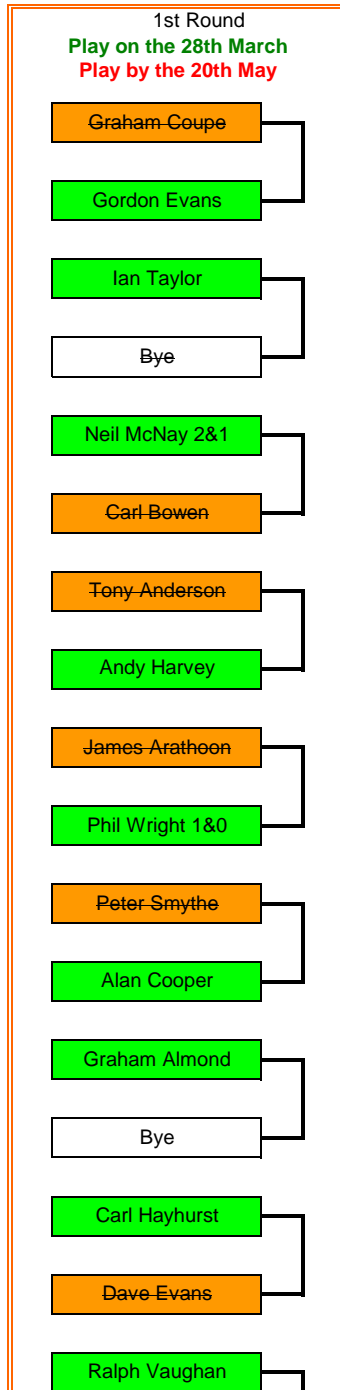 1st Round
Play on the 28th March
Play by the 20th May
Graham Coupe
Gordon Evans
Ian Taylor
Bye
Neil McNay 2&1
Carl Bowen
Tony Anderson
Andy Harvey
James Arathoon
Phil Wright 1&0
Peter Smythe
Alan Cooper
Graham Almond
Bye
Carl Hayhurst
Dave Evans
Ralph Vaughan